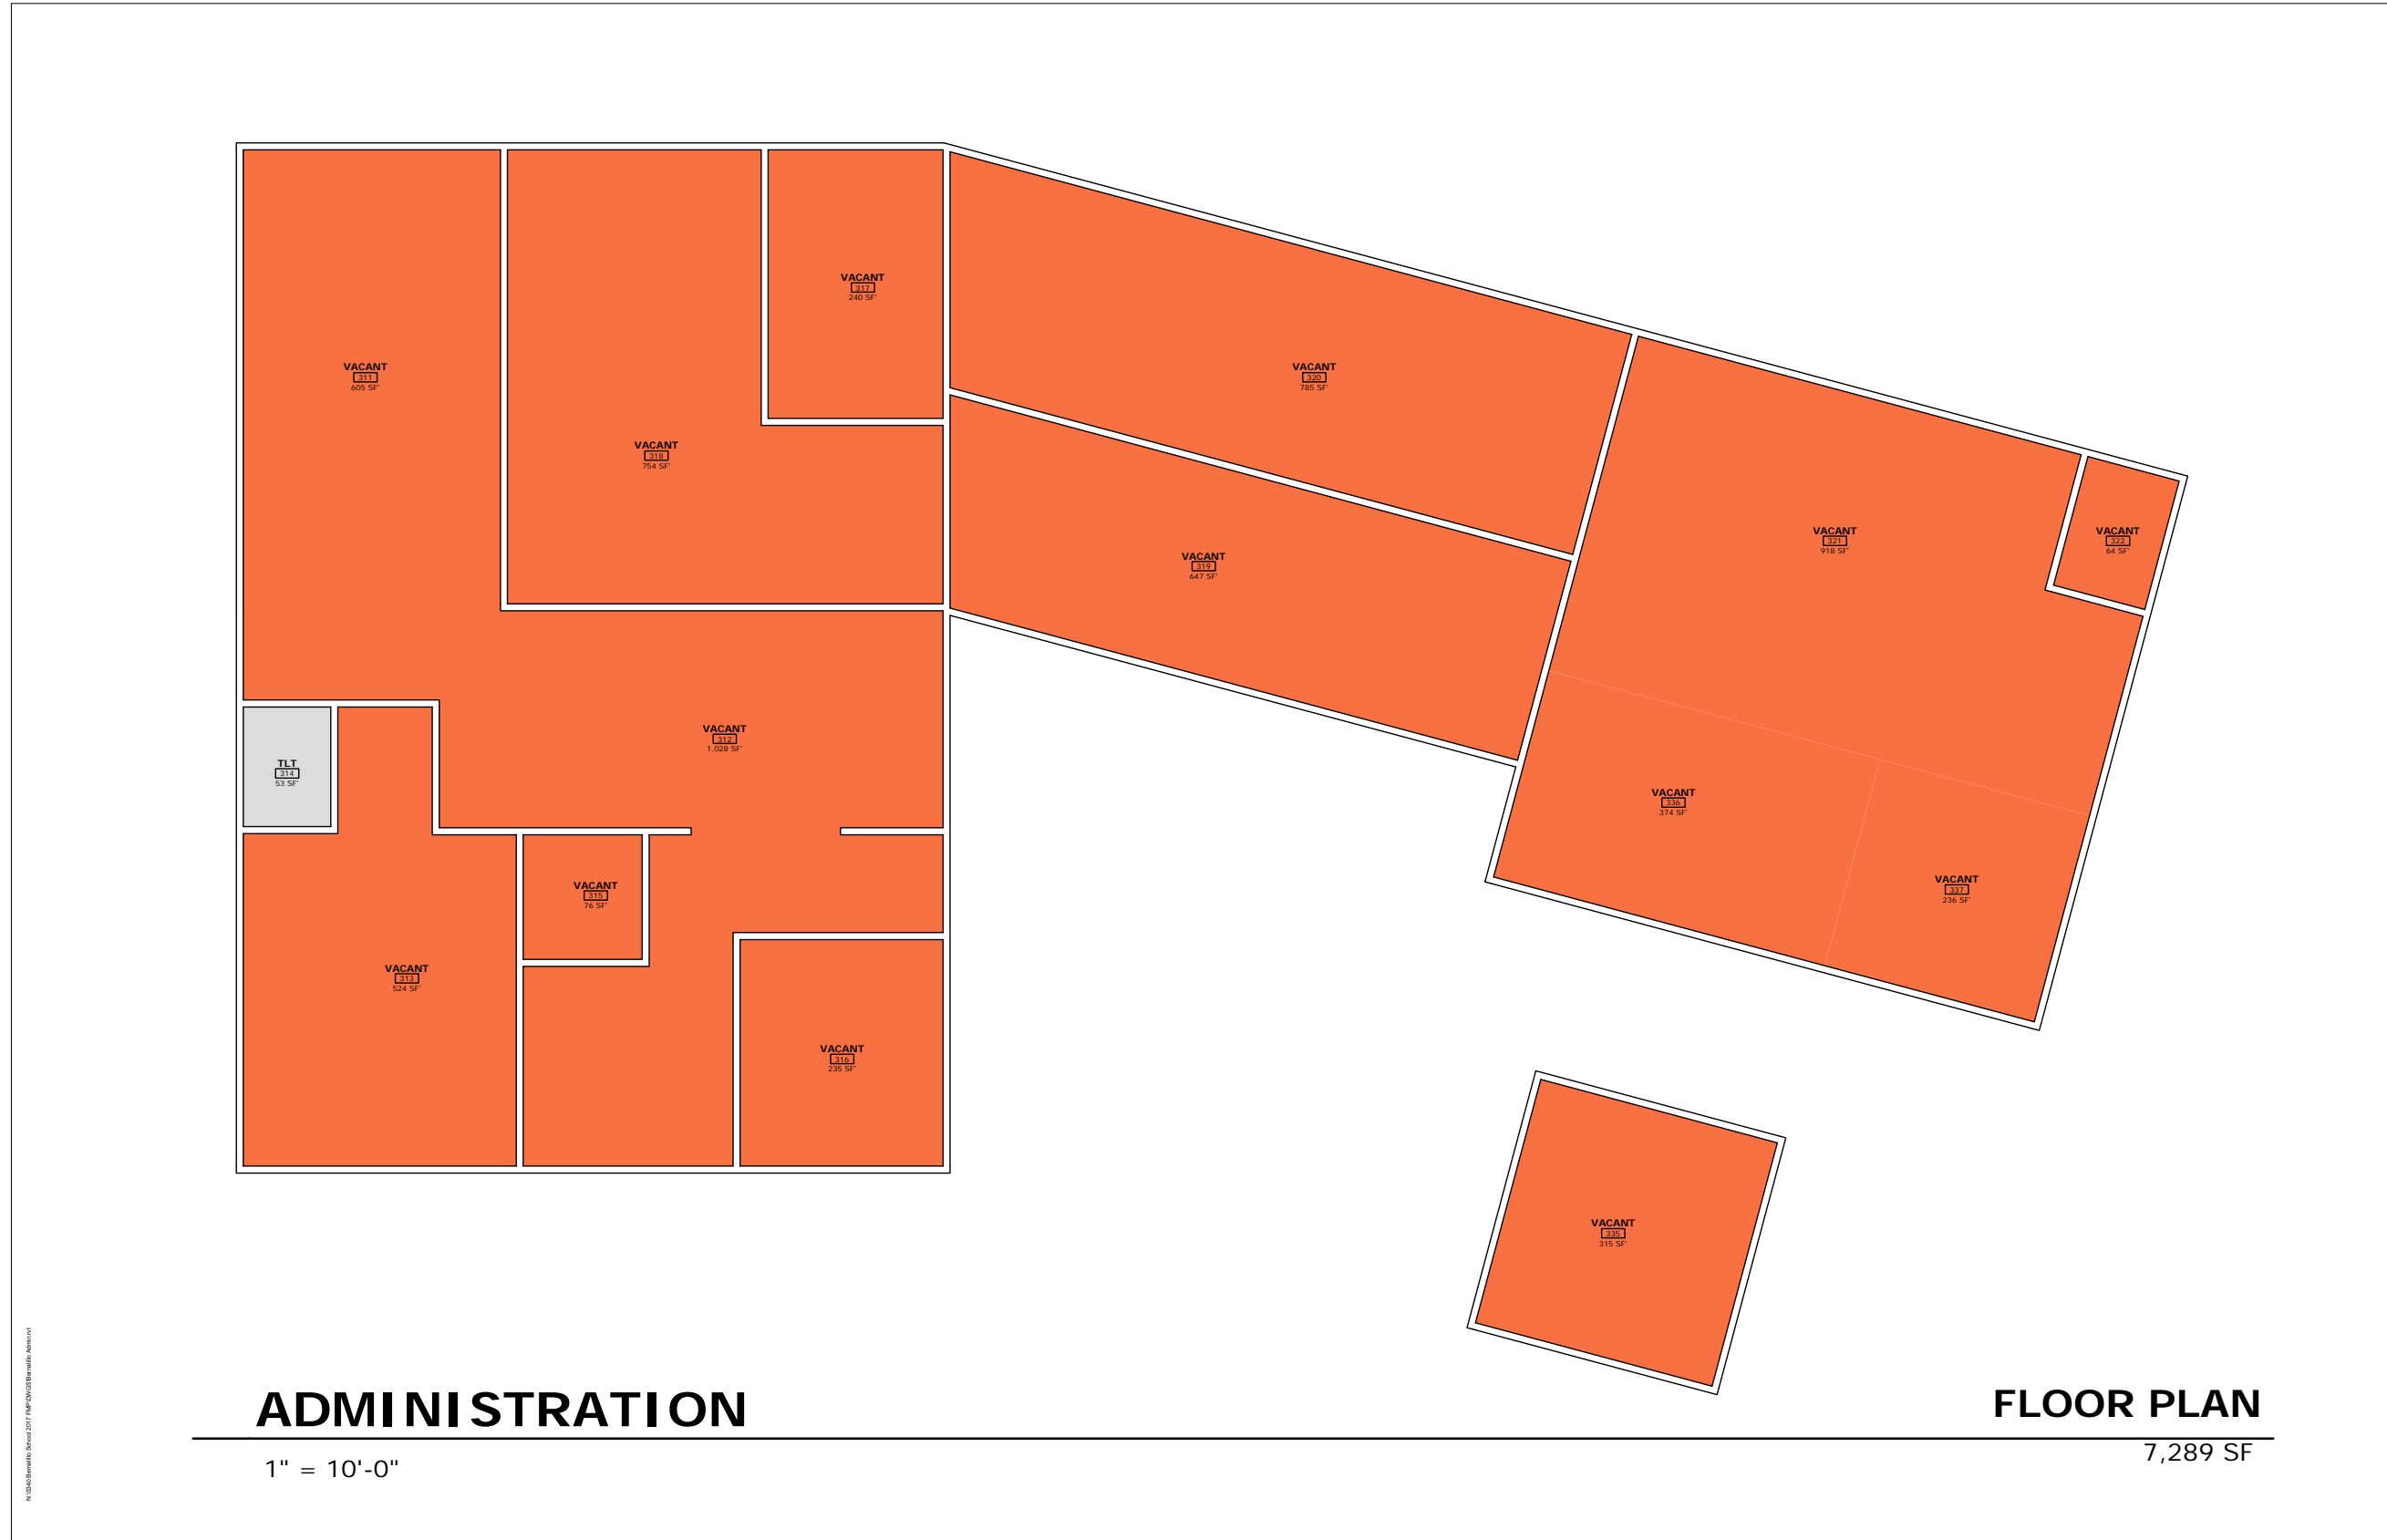 VACANT
317
240 SF'
VACANT
311
605 SF'
VACANT
320
785 SF'
VACANT
318
754 SF'
VACANT
321
918 SF'
VACANT
322
64 SF'
VACANT
319
647 SF'
VACANT
312
1,028 SF'
TLT
314
53 SF'
VACANT
336
374 SF'
VACANT
315
76 SF'
VACANT
337
236 SF'
VACANT
313
524 SF'
VACANT
316
235 SF'
VACANT
335
315 SF'
ADMINISTRATION
FLOOR PLAN
1" = 10'-0"
7,289 SF